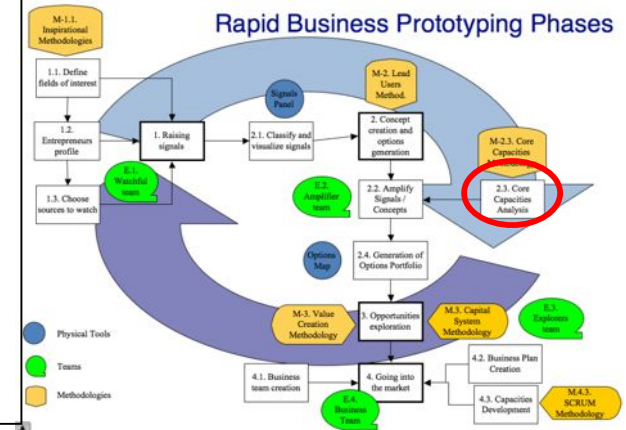 Rapid Business Prototyping Phases
M-1.1.
Inspirational
Methodologies
1.1. Define
fields of interest
1.2.
Entrepreneurs
profile
1.3. Choose
sources to watch
1. Raising
signals
E.1.
Watchful
team
Signals
Panel
2.1. Classify and
visualize signals
M-2. Lead
Users
Method.
2. Concept
creation and
options
generation
M-2.3. Core
Capacities
2.3. Core
Capacities
Analysis
E.2.
Amplifier
team
2.2. Amplify
Signals /
Concepts
Options
Map
2.4. Generation of
Options Portfolio
M-3. Value
Creation
Methodology
3. Opportunities
exploration
M.3. Capital
System
Methodology
E.3.
Explorers
team
4.1. Business
team creation
4. Going into
the market
E.4.
Business
Team
4.2. Business Plan
Creation
4.3. Capacities
Development
M.4.3.
SCRUM
Methodology
Physical Tools
Teams
Methodologies